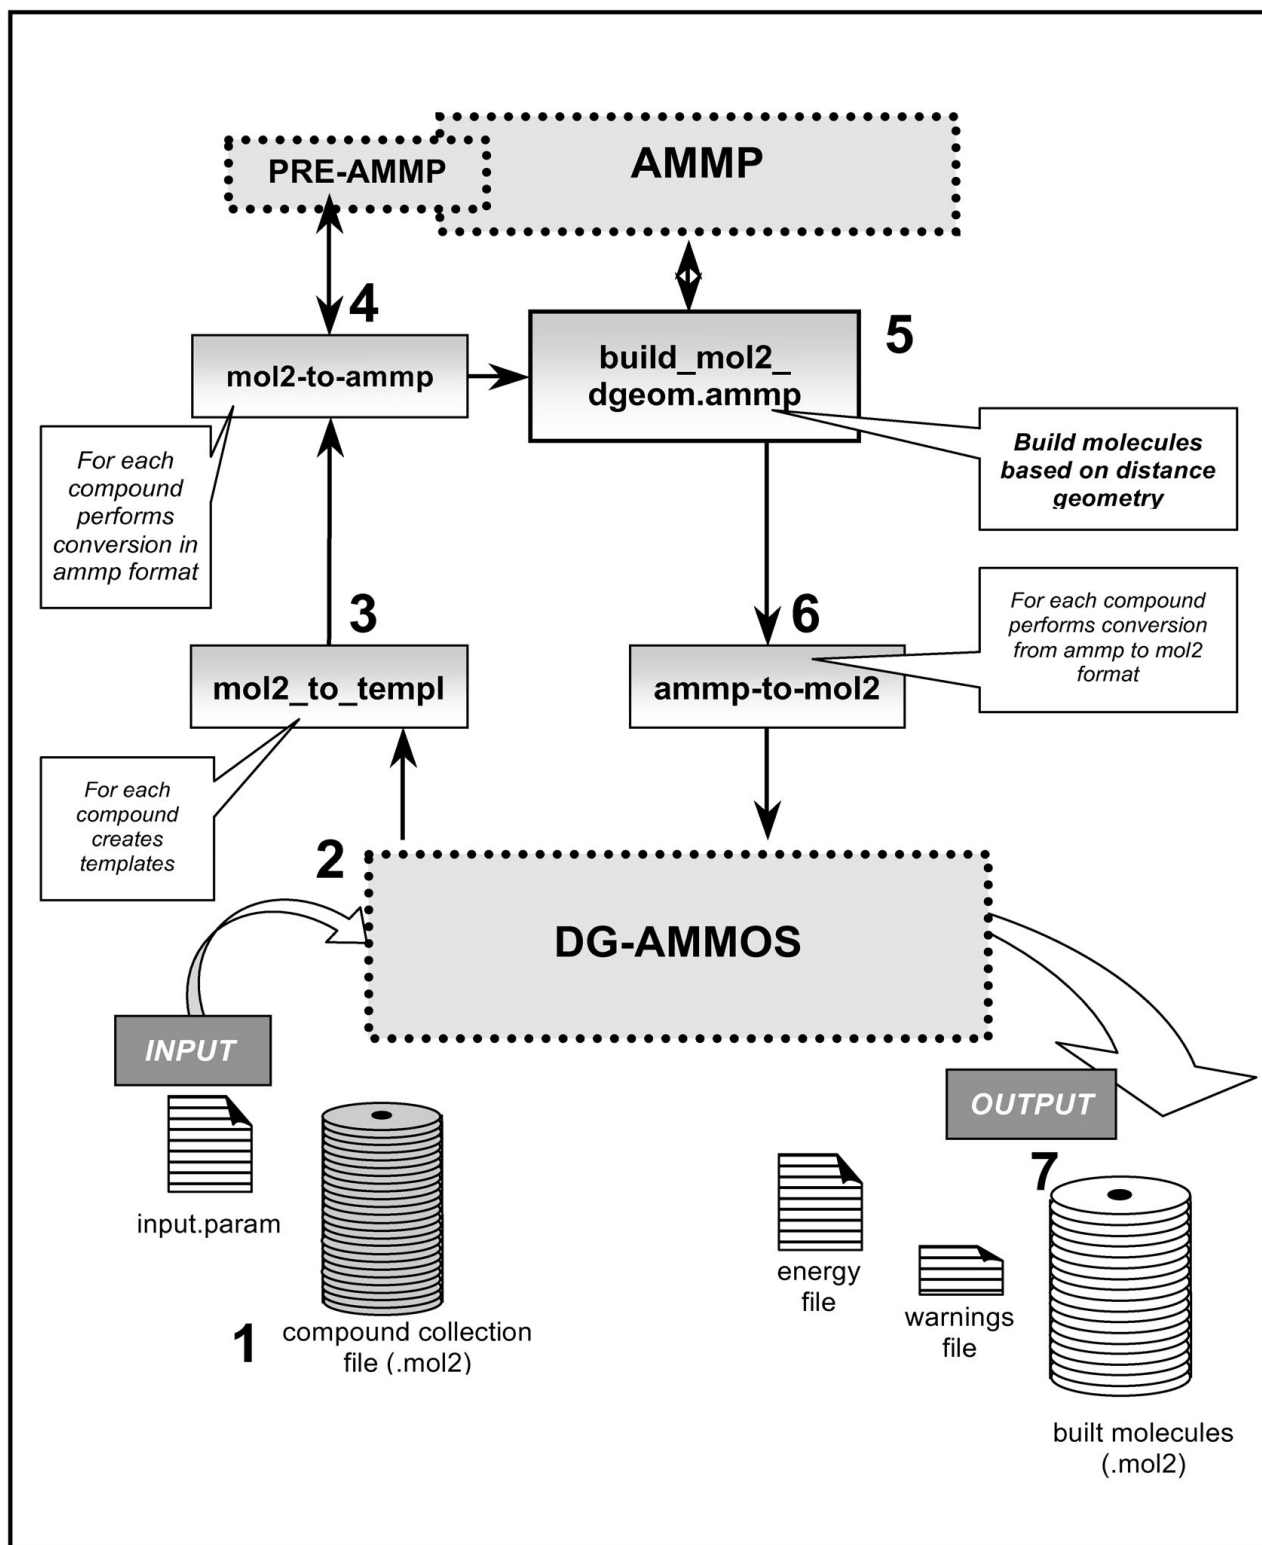 PRE-AMMP
AMMP
4
mol2-to-ammp
build_mol2_
dgeom.ammp
5
For each
compound
performs
conversion in
ammp format
Build molecules
based on distance
geometry
3
mol2_to_templ
6
ammp-to-mol2
For each compound
performs conversion
from ammp to mol2
format
For each
compound
creates
templates
2
DG-AMMOS
INPUT
input.param
1
compound collection
file (.mol2)
OUTPUT
7
energy
file
warnings
file
built molecules
(.mol2)